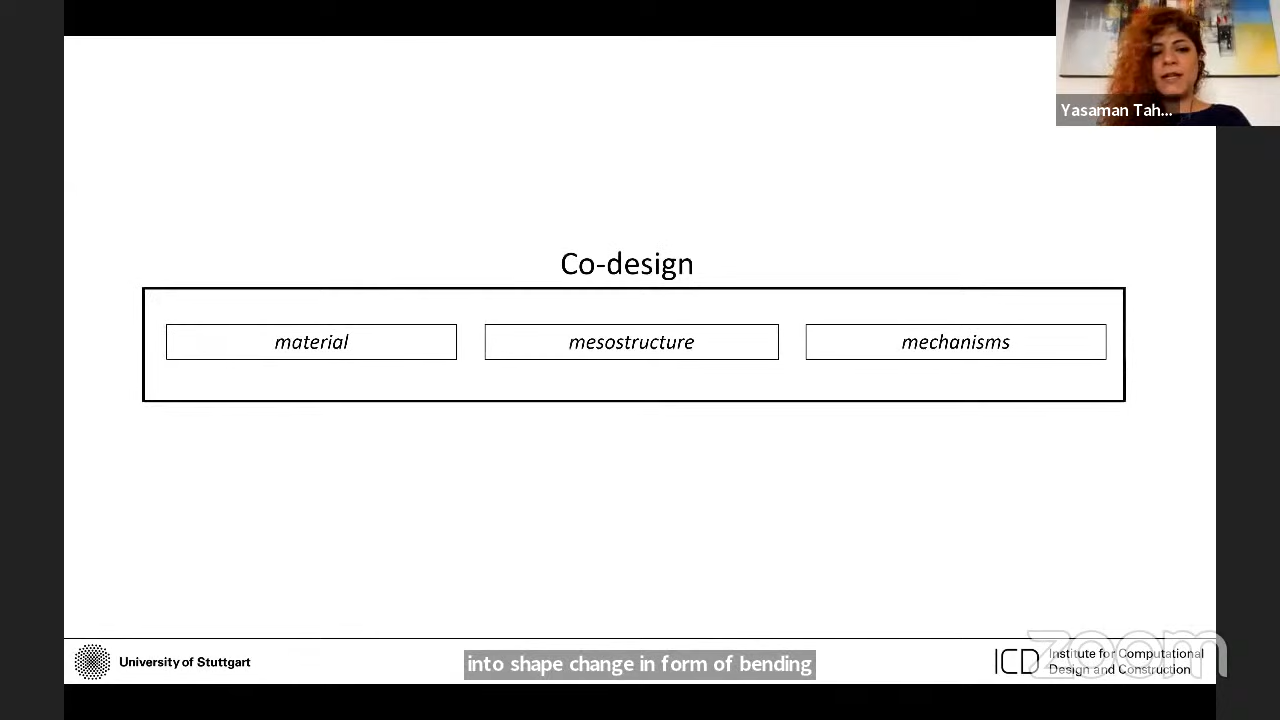 Yasaman Tah...
Co-design
material
mesostructure
mechanisms
University of Stuttgart
into shape change in form of bending
ICD
Institute for Computational
Design and Construction
zoom